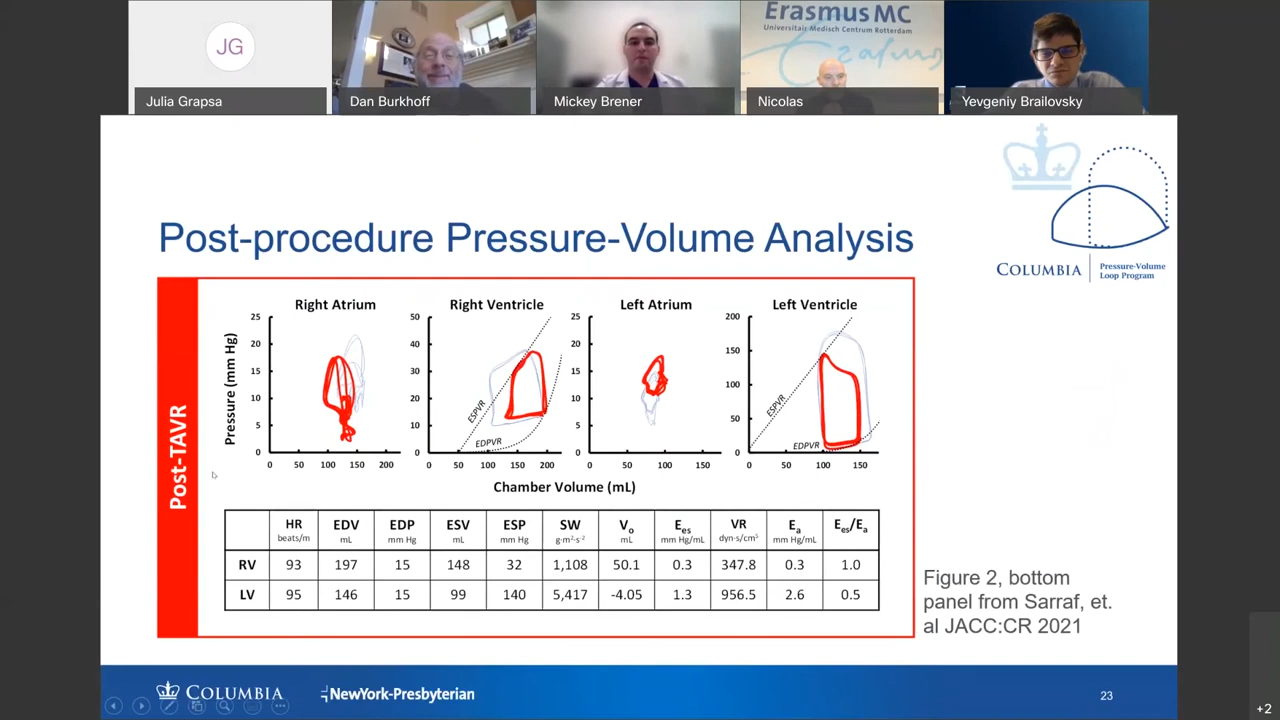 Erasmus MC
Universitair Medisch Centrum Rotterdam
Erasmus
JG
Julia Grapsa
Dan Burkhoff
Mickey Brener
Nicolas
Yevgeniy Brailovsky
COLUMBIA
Pressure-Volume
Loop Program
Post-procedure Pressure-Volume Analysis
Post-TAVR
Right Atrium
Right Ventricle
Left Atrium
Left Ventricle
Pressure (mm Hg)
25
20
15
10
5
0
0 50 100 150 200
50
40
30
20
10
0
0 50 100 150 200
ESPVR
EDPVR
25
20
15
10
5
0
0 50 100 150
200
150
100
50
0
0 50 100 150
ESPVR
EDPVR
Chamber Volume (mL)
HR EDV EDP ESV ESP SW Vo Ees VR Ea Ees/Ea
beats/m mL mm Hg mL mm Hg g·m²·s⁻² mL mm Hg/mL dyn·s/cm⁵ mm Hg/mL
RV 93 197 15 148 32 1,108 50.1 0.3 347.8 0.3 1.0
LV 95 146 15 99 140 5,417 -4.05 1.3 956.5 2.6 0.5
Figure 2, bottom
panel from Sarraf, et.
al JACC:CR 2021
COLUMBIA
NewYork-Presbyterian
23
+2